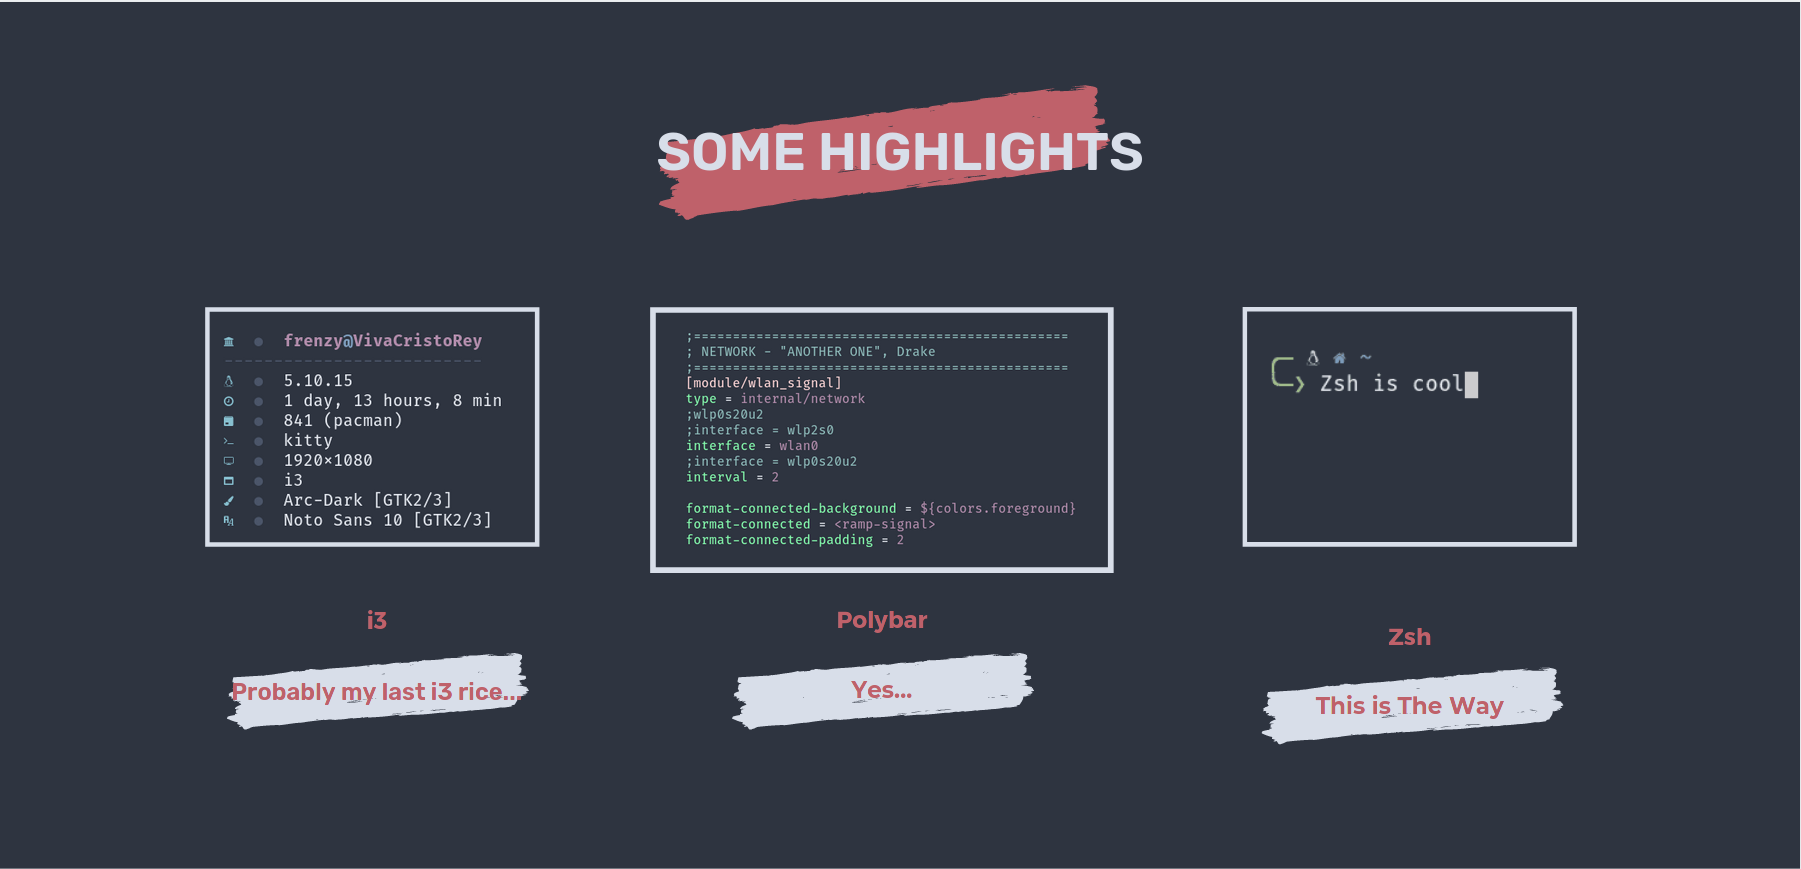 SOME HIGHLIGHTS
frenzy@VivaCristoRey
--------------------------
5.10.15
1 day, 13 hours, 8 min
841 (pacman)
kitty
1920×1080
i3
Arc-Dark [GTK2/3]
Noto Sans 10 [GTK2/3]
i3
Probably my last i3 rice...
;================================================
; NETWORK - "ANOTHER ONE", Drake
;================================================
[module/wlan_signal]
type = internal/network
;wlp0s20u2
;interface = wlp2s0
interface = wlan0
;interface = wlp0s20u2
interval = 2
format-connected-background = ${colors.foreground}
format-connected = <ramp-signal>
format-connected-padding = 2
Polybar
Yes...
~
❯ Zsh is cool
Zsh
This is The Way